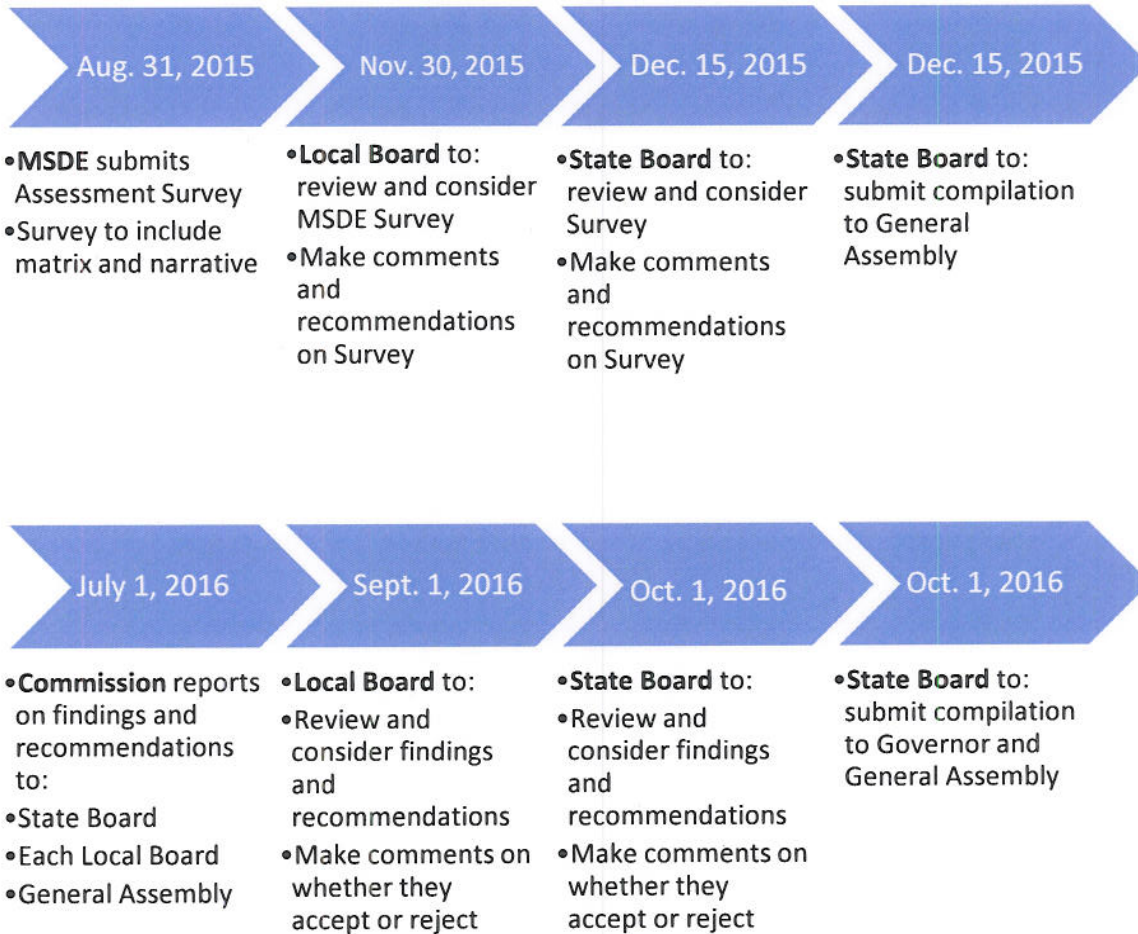 Aug. 31, 2015
•MSDE submits
Assessment Survey
•Survey to include
matrix and narrative
Nov. 30, 2015
•Local Board to:
review and consider
MSDE Survey
•Make comments
and
recommendations
on Survey
Dec. 15, 2015
•State Board to:
review and consider
Survey
•Make comments
and
recommendations
on Survey
Dec. 15, 2015
•State Board to:
submit compilation
to General
Assembly
July 1, 2016
•Commission reports
on findings and
recommendations
to:
•State Board
•Each Local Board
•General Assembly
Sept. 1, 2016
•Local Board to:
•Review and
consider findings
and
recommendations
•Make comments on
whether they
accept or reject
Oct. 1, 2016
•State Board to:
•Review and
consider findings
and
recommendations
•Make comments on
whether they
accept or reject
Oct. 1, 2016
•State Board to:
submit compilation
to Governor and
General Assembly